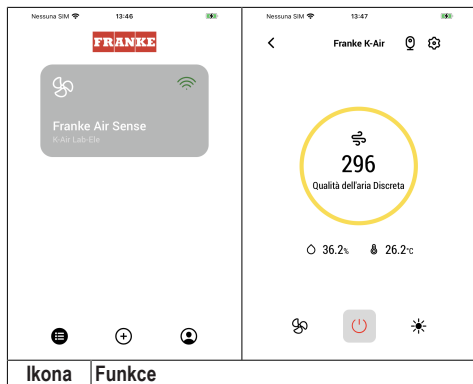 Nessuna SIM 13:46
FRANKE
Franke Air Sense
K-Air Lab-Ele
Nessuna SIM 13:47
Franke K-Air
296
Qualità dell'aria Discreta
36.2% 26.2°C
Ikona Funkce